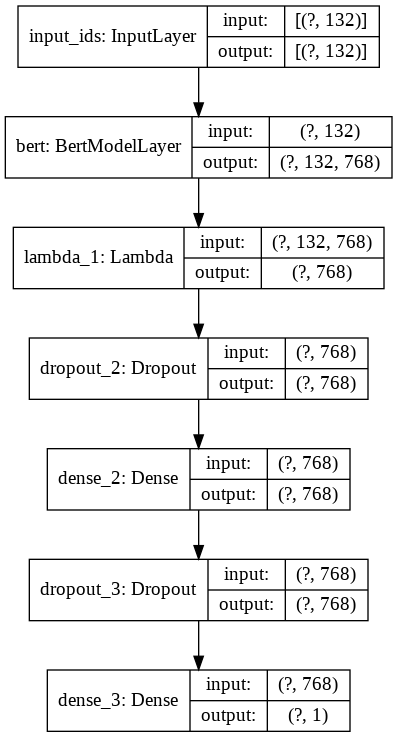 input_ids: InputLayer
input: [(?, 132)]
output: [(?, 132)]
bert: BertModelLayer
input: (?, 132)
output: (?, 132, 768)
lambda_1: Lambda
input: (?, 132, 768)
output: (?, 768)
dropout_2: Dropout
input: (?, 768)
output: (?, 768)
dense_2: Dense
input: (?, 768)
output: (?, 768)
dropout_3: Dropout
input: (?, 768)
output: (?, 768)
dense_3: Dense
input: (?, 768)
output: (?, 1)